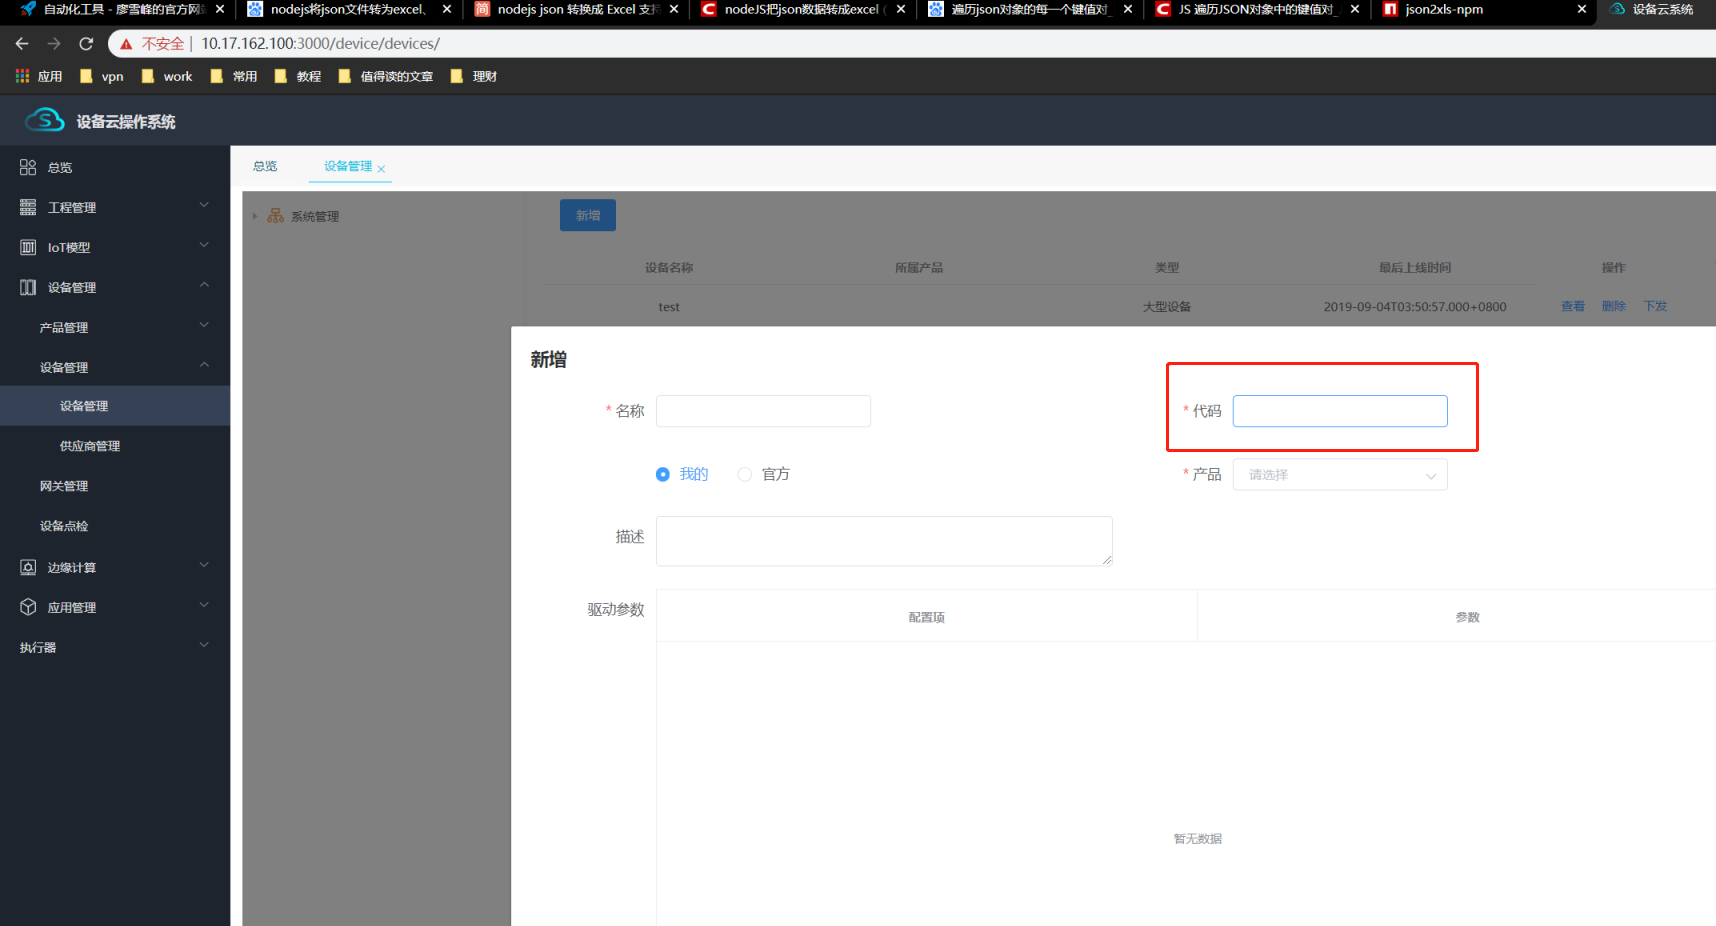 自动化工具 - 廖雪峰的官方网
nodejs将json文件转为excel、
nodejs json 转换成 Excel 支持
nodeJS把json数据转成excel
遍历json对象的每一个键值对
JS 遍历JSON对象中的键值对
json2xls-npm
设备云系统
不安全 | 10.17.162.100:3000/device/devices/
应用 vpn work 常用 教程 值得读的文章 理财
S 设备云操作系统
总览
工程管理
IoT模型
设备管理
产品管理
设备管理
设备管理
供应商管理
网关管理
设备点检
边缘计算
应用管理
执行器
总览 设备管理
系统管理
新增
设备名称 所属产品 类型 最后上线时间 操作
test 大型设备 2019-09-04T03:50:57.000+0800 查看 删除 下发
新增
* 名称
* 代码
我的 官方
* 产品 请选择
描述
驱动参数
配置项 参数
暂无数据